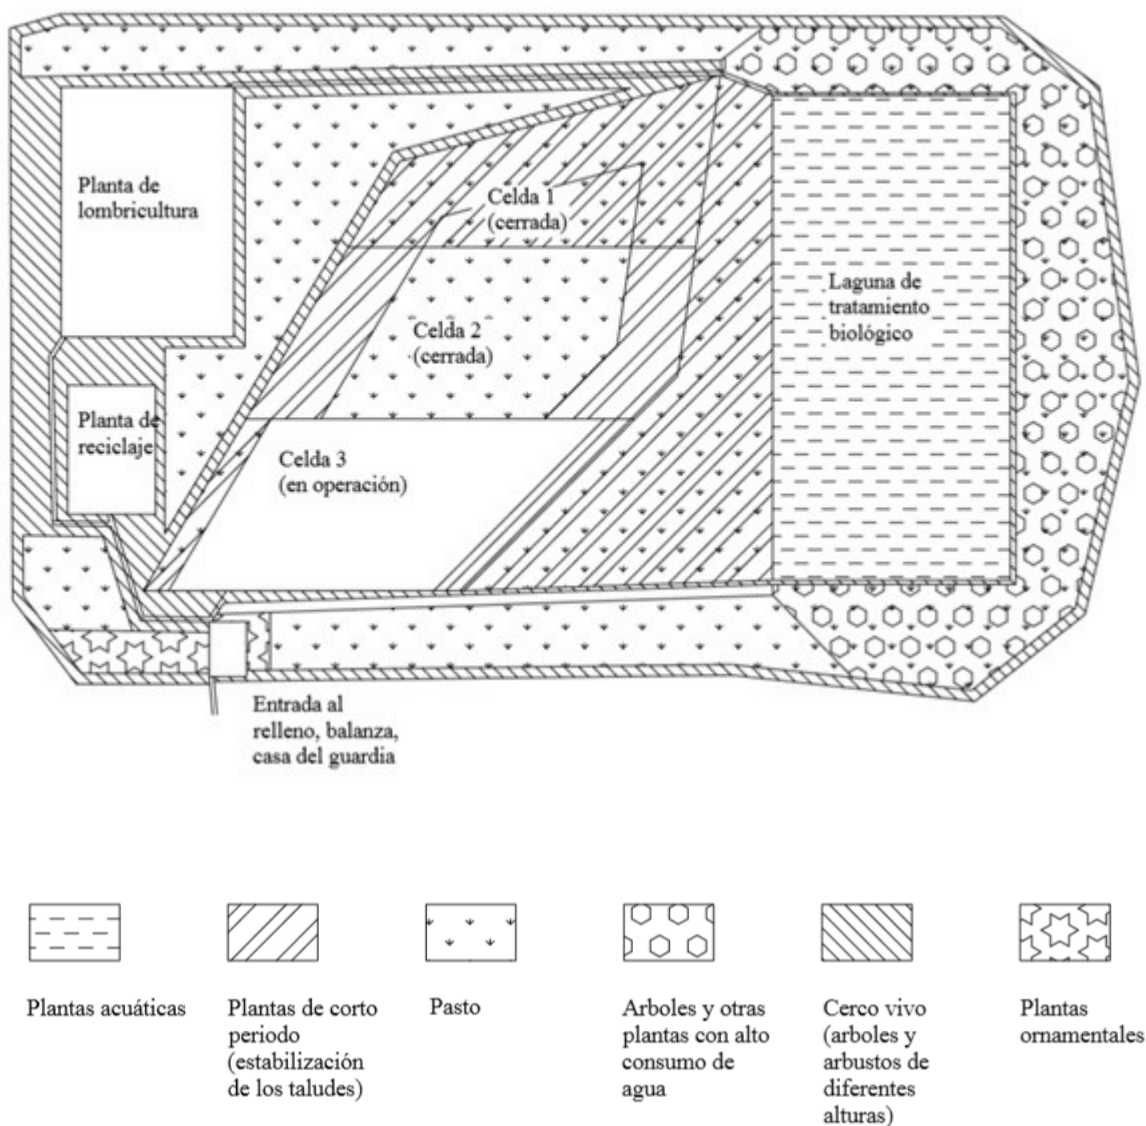 Planta de
lombricultura
Celda 1
(cerrada)
Laguna de
tratamiento
biológico
Celda 2
(cerrada)
Planta de
reciclaje
Celda 3
(en operación)
Entrada al
relleno, balanza,
casa del guardia
Plantas acuáticas
Plantas de corto
periodo
(estabilización
de los taludes)
Pasto
Arboles y otras
plantas con alto
consumo de
agua
Cerco vivo
(arboles y
arbustos de
diferentes
alturas)
Plantas
ornamentales